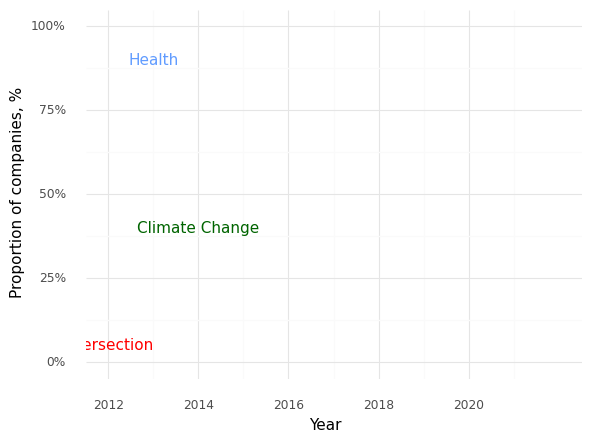 100%
Health
75%
50%
Climate Change
25%
ersection
0%
2012 2014 2016 2018 2020
Year
Proportion of companies, %